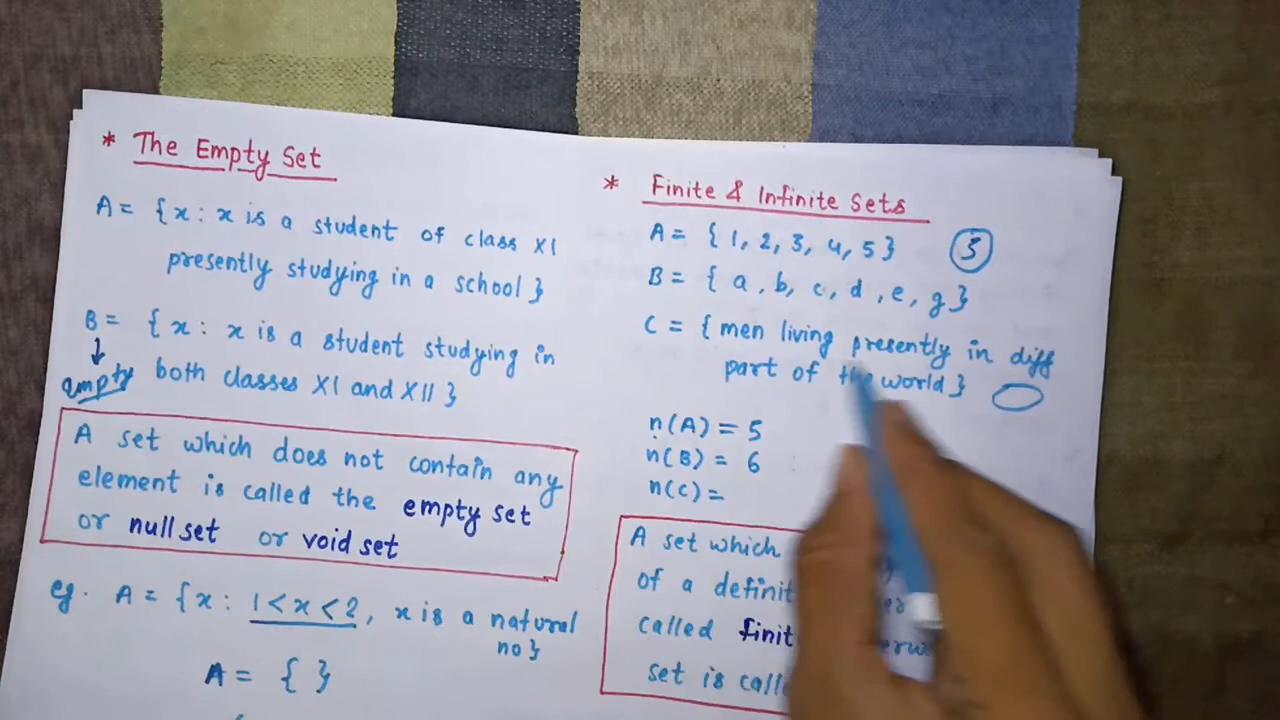 * The Empty Set
A = {x : x is a student of class XI
presently studying in a school}
B = {x : x is a student studying in
both classes XI and XII}
↓
empty
A set which does not contain any
element is called the empty set
or null set or void set
eg. A = {x : 1 < x < 2, x is a natural
no}
A = { }
* Finite & Infinite Sets
A = {1, 2, 3, 4, 5} 5
B = {a, b, c, d, e, g}
C = {men living presently in diff
part of the world}
n(A) = 5
n(B) = 6
n(C) =
A set which
of a
called
set is